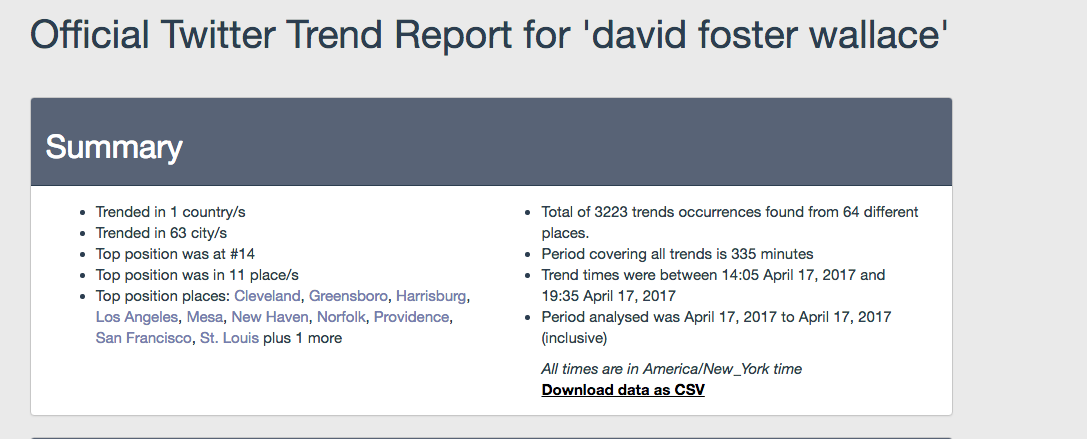 Official Twitter Trend Report for 'david foster wallace'
Summary
Trended in 1 country/s
Trended in 63 city/s
Top position was at #14
Top position was in 11 place/s
Top position places: Cleveland, Greensboro, Harrisburg,
Los Angeles, Mesa, New Haven, Norfolk, Providence,
San Francisco, St. Louis plus 1 more
Total of 3223 trends occurrences found from 64 different
places.
Period covering all trends is 335 minutes
Trend times were between 14:05 April 17, 2017 and
19:35 April 17, 2017
Period analysed was April 17, 2017 to April 17, 2017
(inclusive)
All times are in America/New_York time
Download data as CSV